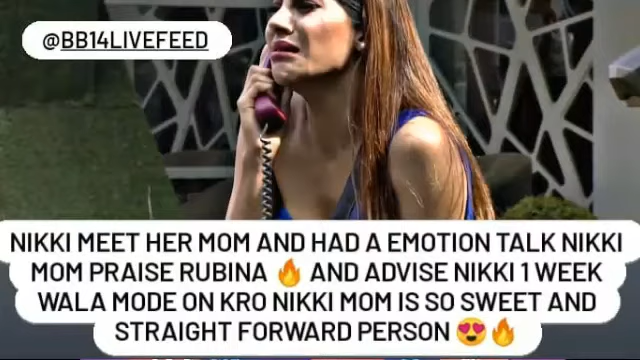 @BB14LIVEFEED
NIKKI MEET HER MOM AND HAD A EMOTION TALK NIKKI
MOM PRAISE RUBINA 🔥 AND ADVISE NIKKI 1 WEEK
WALA MODE ON KRO NIKKI MOM IS SO SWEET AND
STRAIGHT FORWARD PERSON 😍🔥